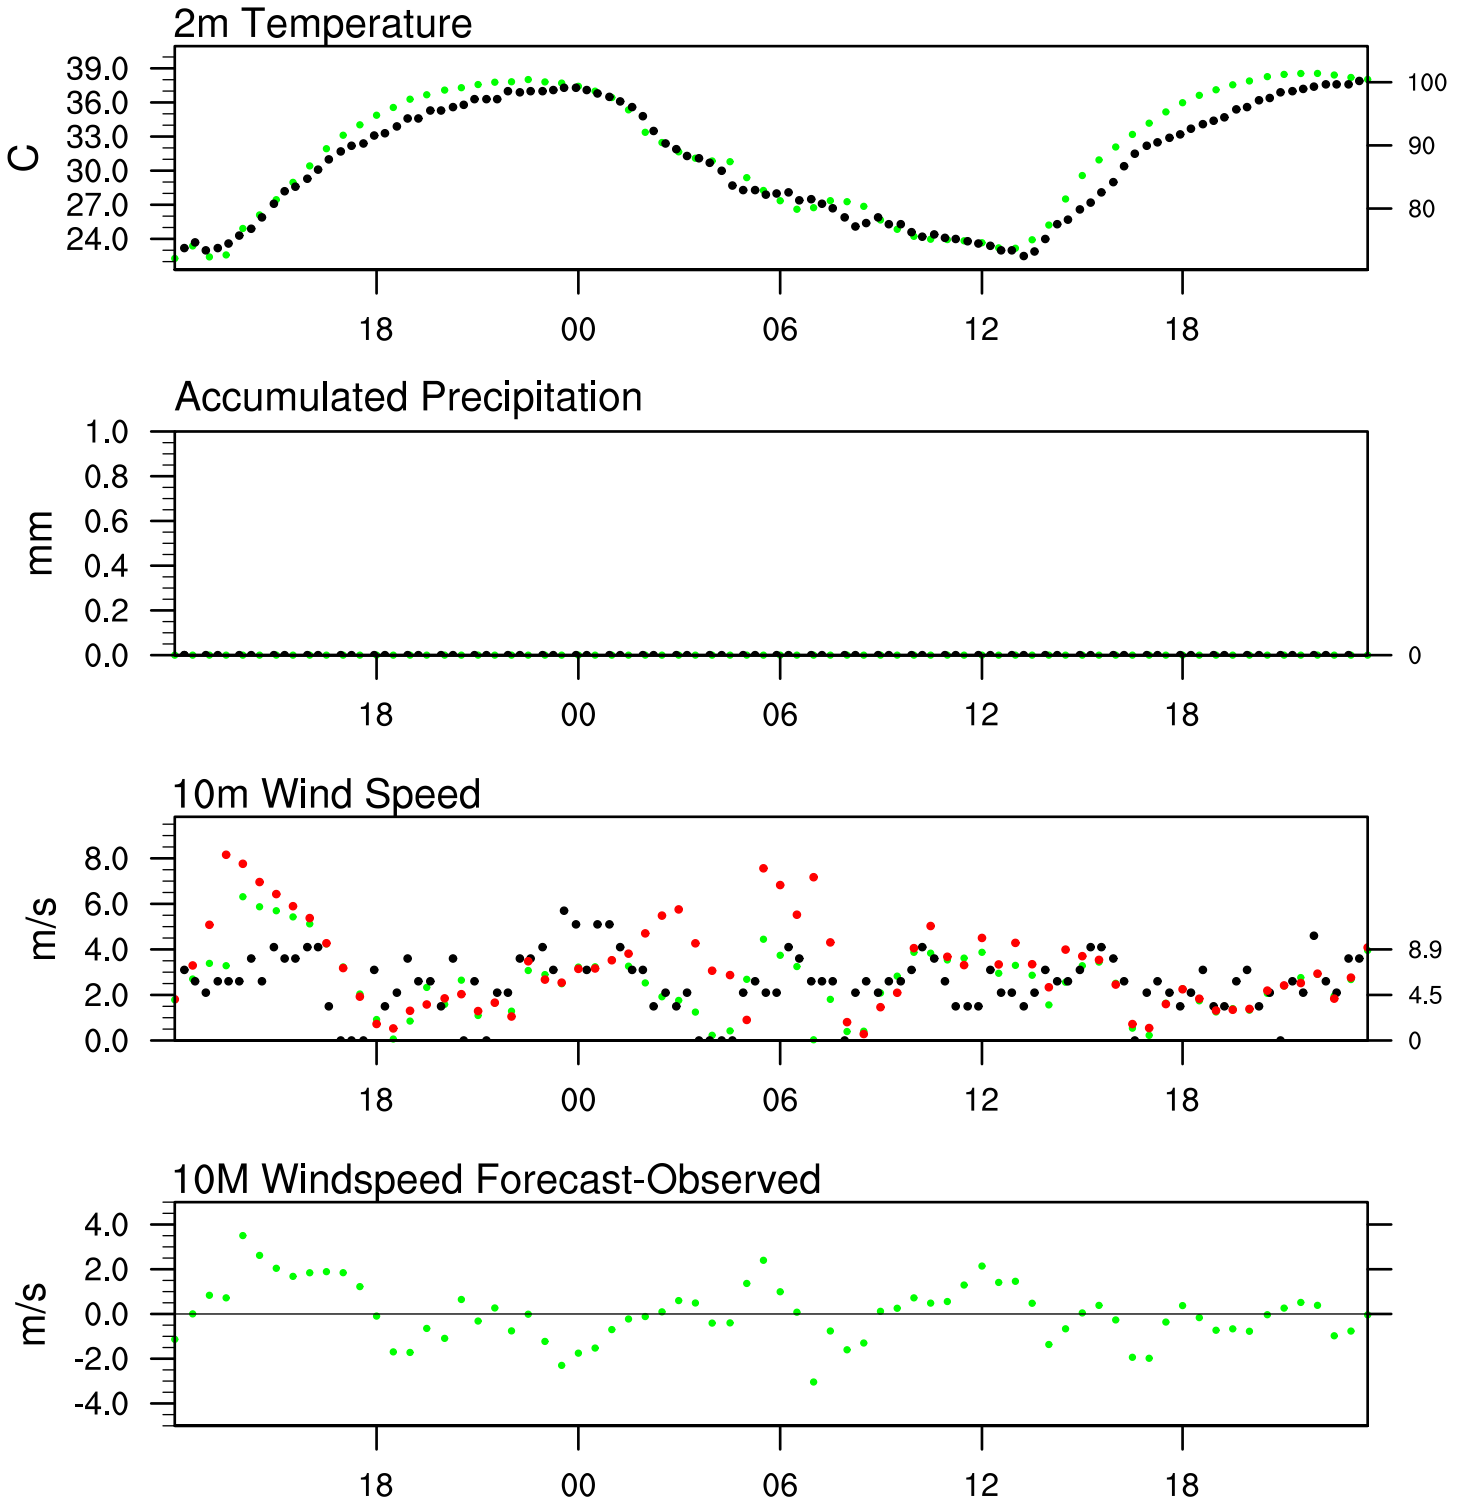 2m Temperature
39.0
36.0
33.0
30.0
27.0
24.0
C
100
90
80
18 00 06 12 18
Accumulated Precipitation
1.0
0.8
0.6
0.4
0.2
0.0
mm
0
18 00 06 12 18
10m Wind Speed
8.0
6.0
4.0
2.0
0.0
m/s
8.9
4.5
0
18 00 06 12 18
10M Windspeed Forecast-Observed
4.0
2.0
0.0
-2.0
-4.0
m/s
18 00 06 12 18